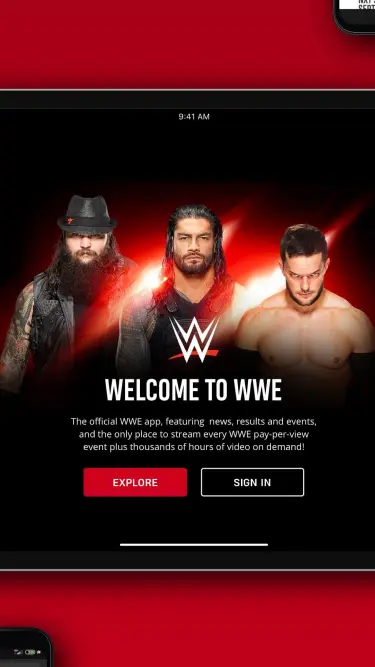 9:41 AM
WELCOME TO WWE
The official WWE app, featuring news, results and events,
and the only place to stream every WWE pay-per-view
event plus thousands of hours of video on demand!
EXPLORE
SIGN IN